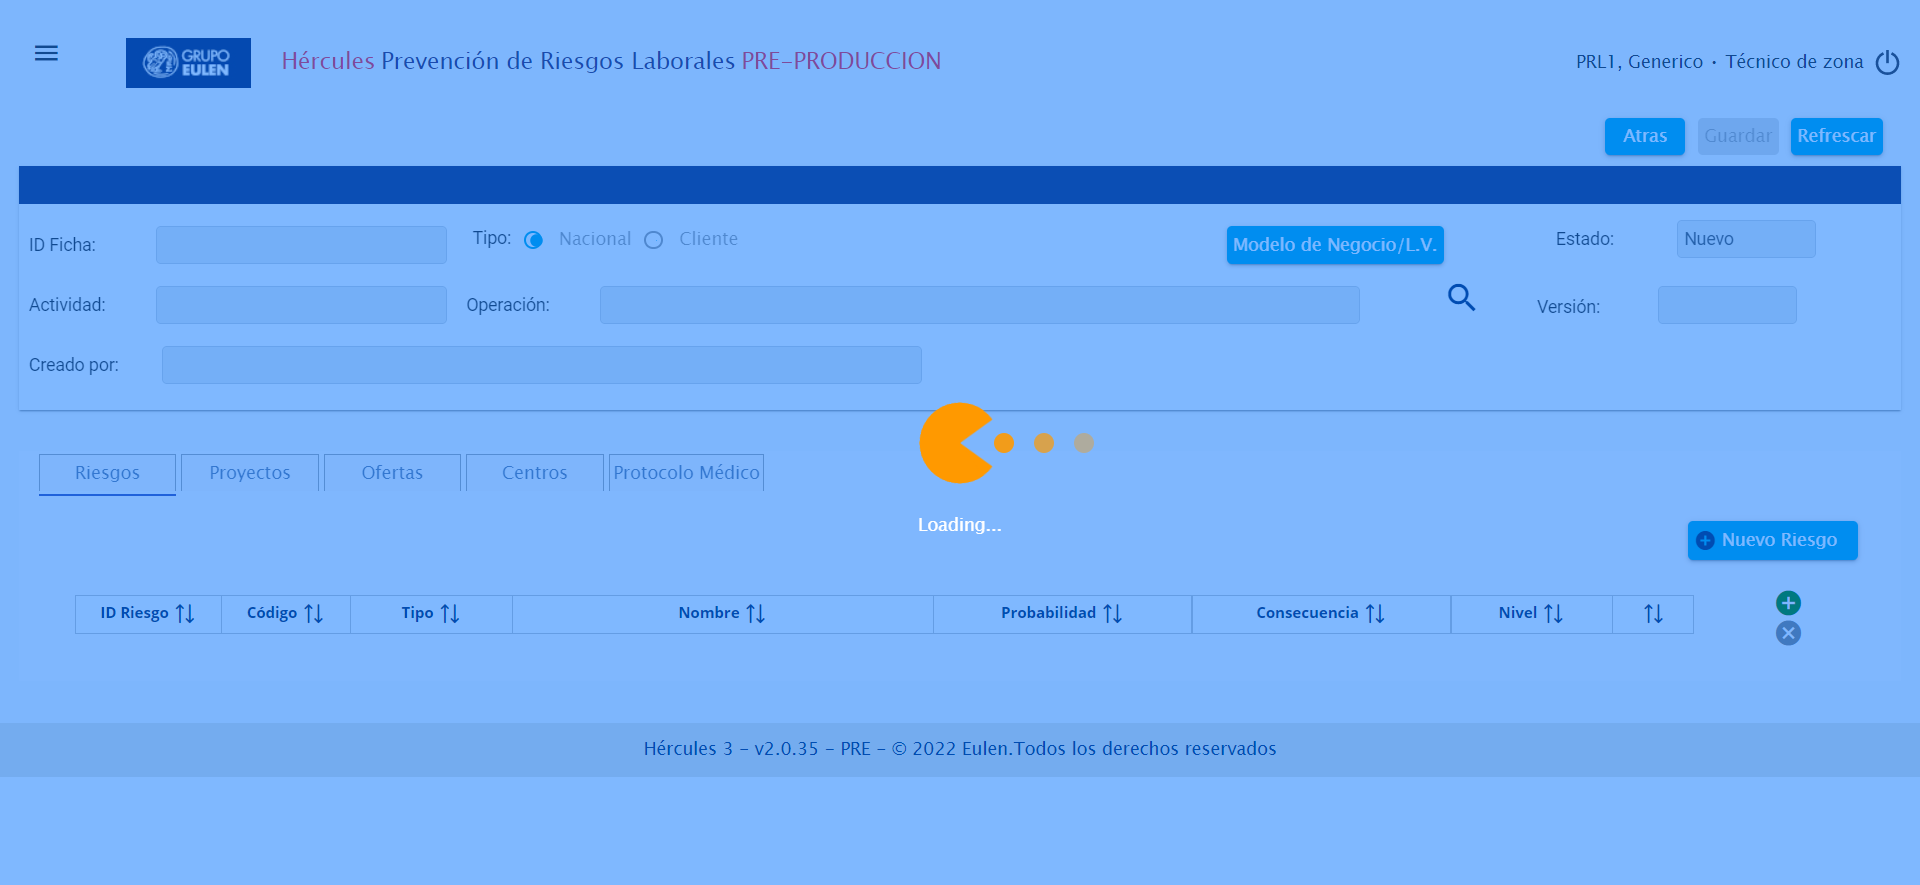 GRUPO
EULEN
Hércules Prevención de Riesgos Laborales PRE-PRODUCCION
PRL1, Generico · Técnico de zona
Atras
Guardar
Refrescar
ID Ficha:
Tipo:
Nacional
Cliente
Modelo de Negocio/L.V.
Estado:
Nuevo
Actividad:
Operación:
Versión:
Creado por:
Riesgos
Proyectos
Ofertas
Centros
Protocolo Médico
Loading...
Nuevo Riesgo
ID Riesgo
Código
Tipo
Nombre
Probabilidad
Consecuencia
Nivel
Hércules 3 - v2.0.35 - PRE - © 2022 Eulen.Todos los derechos reservados